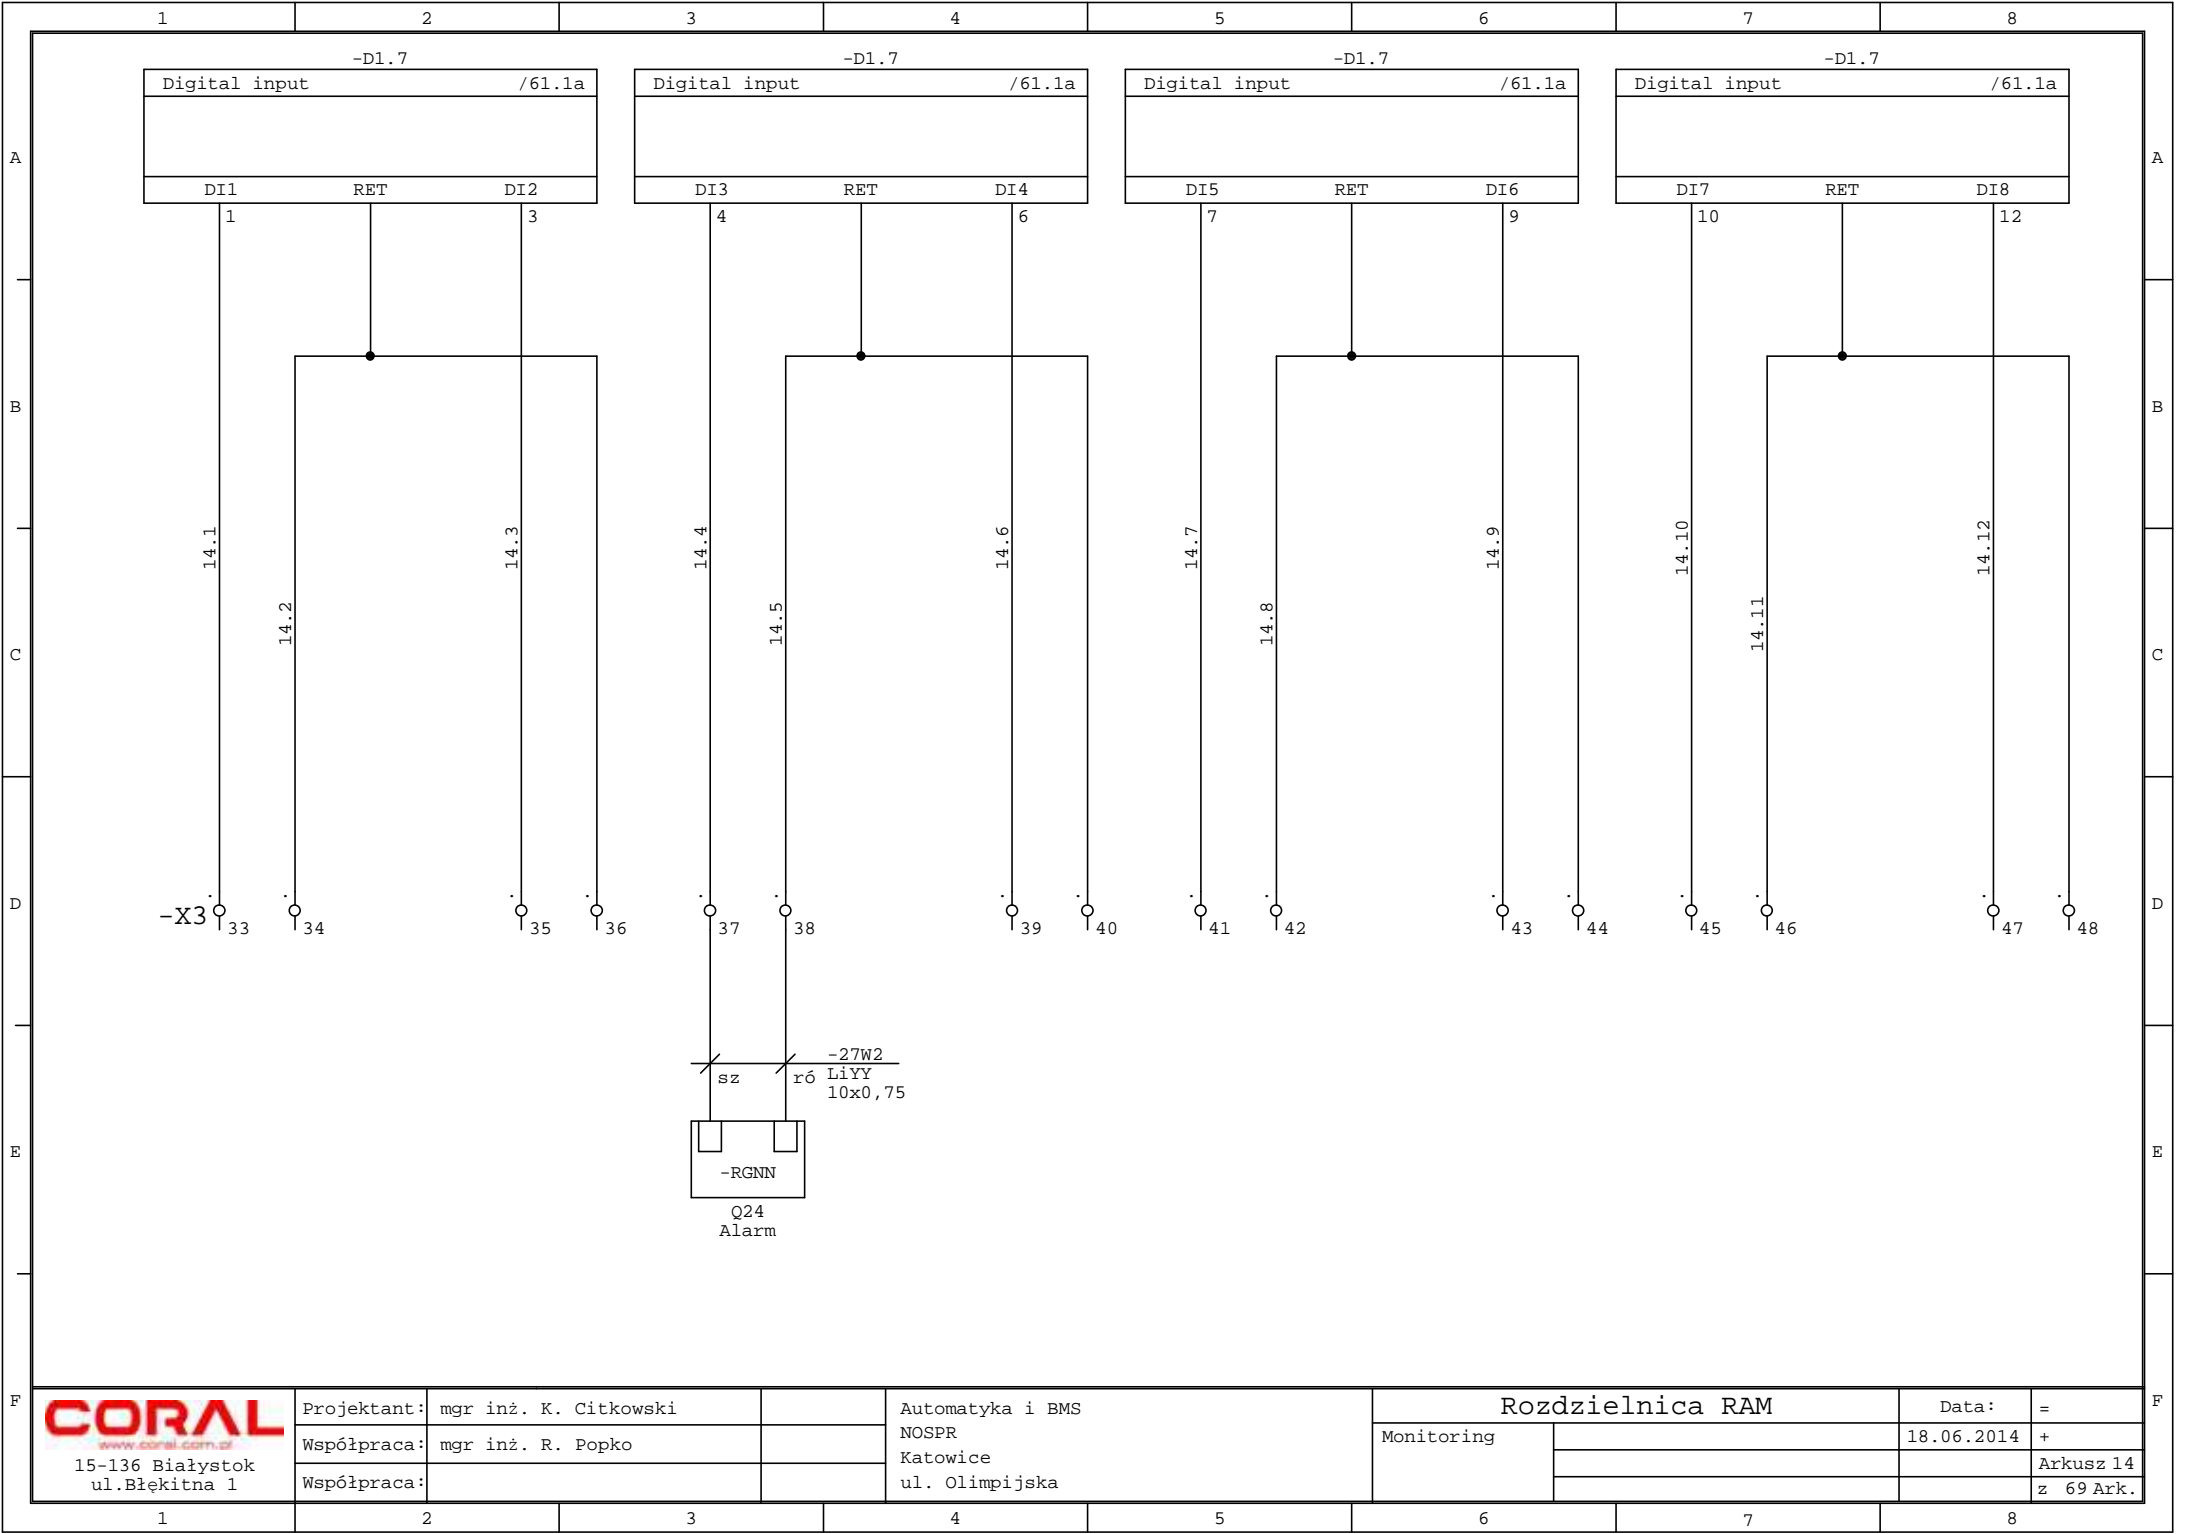 1 2 3 4 5 6 7 8
-D1.7 -D1.7 -D1.7 -D1.7
Digital input /61.1a Digital input /61.1a Digital input /61.1a Digital input /61.1a
A A
DI1 RET DI2 DI3 RET DI4 DI5 RET DI6 DI7 RET DI8
1 3 4 6 7 9 10 12
B B
14.1 14.3 14.4 14.6 14.7 14.9 14.10 14.12
14.2 14.5 14.8 14.11
C C
D D
-X3 33 34 35 36 37 38 39 40 41 42 43 44 45 46 47 48
-27W2
sz ró LiYY
10x0,75
E E
-RGNN
Q24
Alarm
F F
CORAL
www.coral.com.pl
15-136 Białystok
ul.Błękitna 1
Projektant: mgr inż. K. Citkowski
Współpraca: mgr inż. R. Popko
Współpraca:
Automatyka i BMS
NOSPR
Katowice
ul. Olimpijska
Rozdzielnica RAM
Monitoring
Data: =
18.06.2014 +
Arkusz 14
z 69 Ark.
1 2 3 4 5 6 7 8